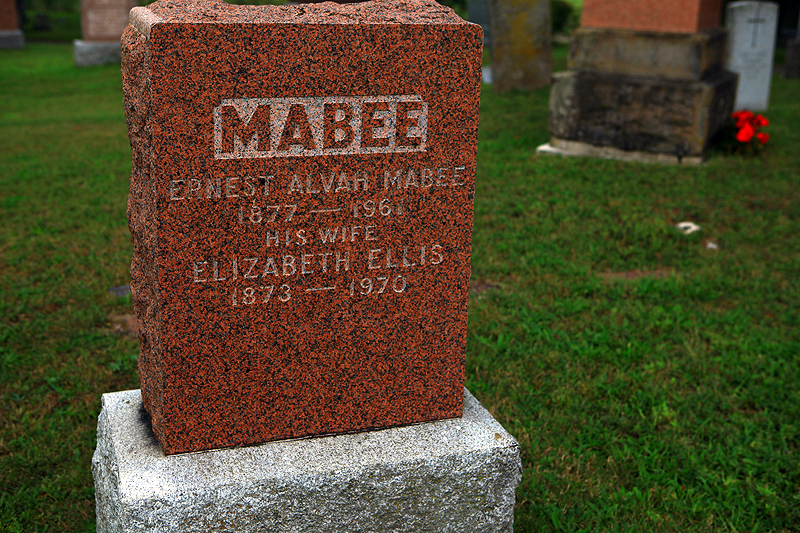 MABEE
ERNEST ALVAH MABEE
1877 — 1961
HIS WIFE
ELIZABETH ELLIS
1873 — 1970